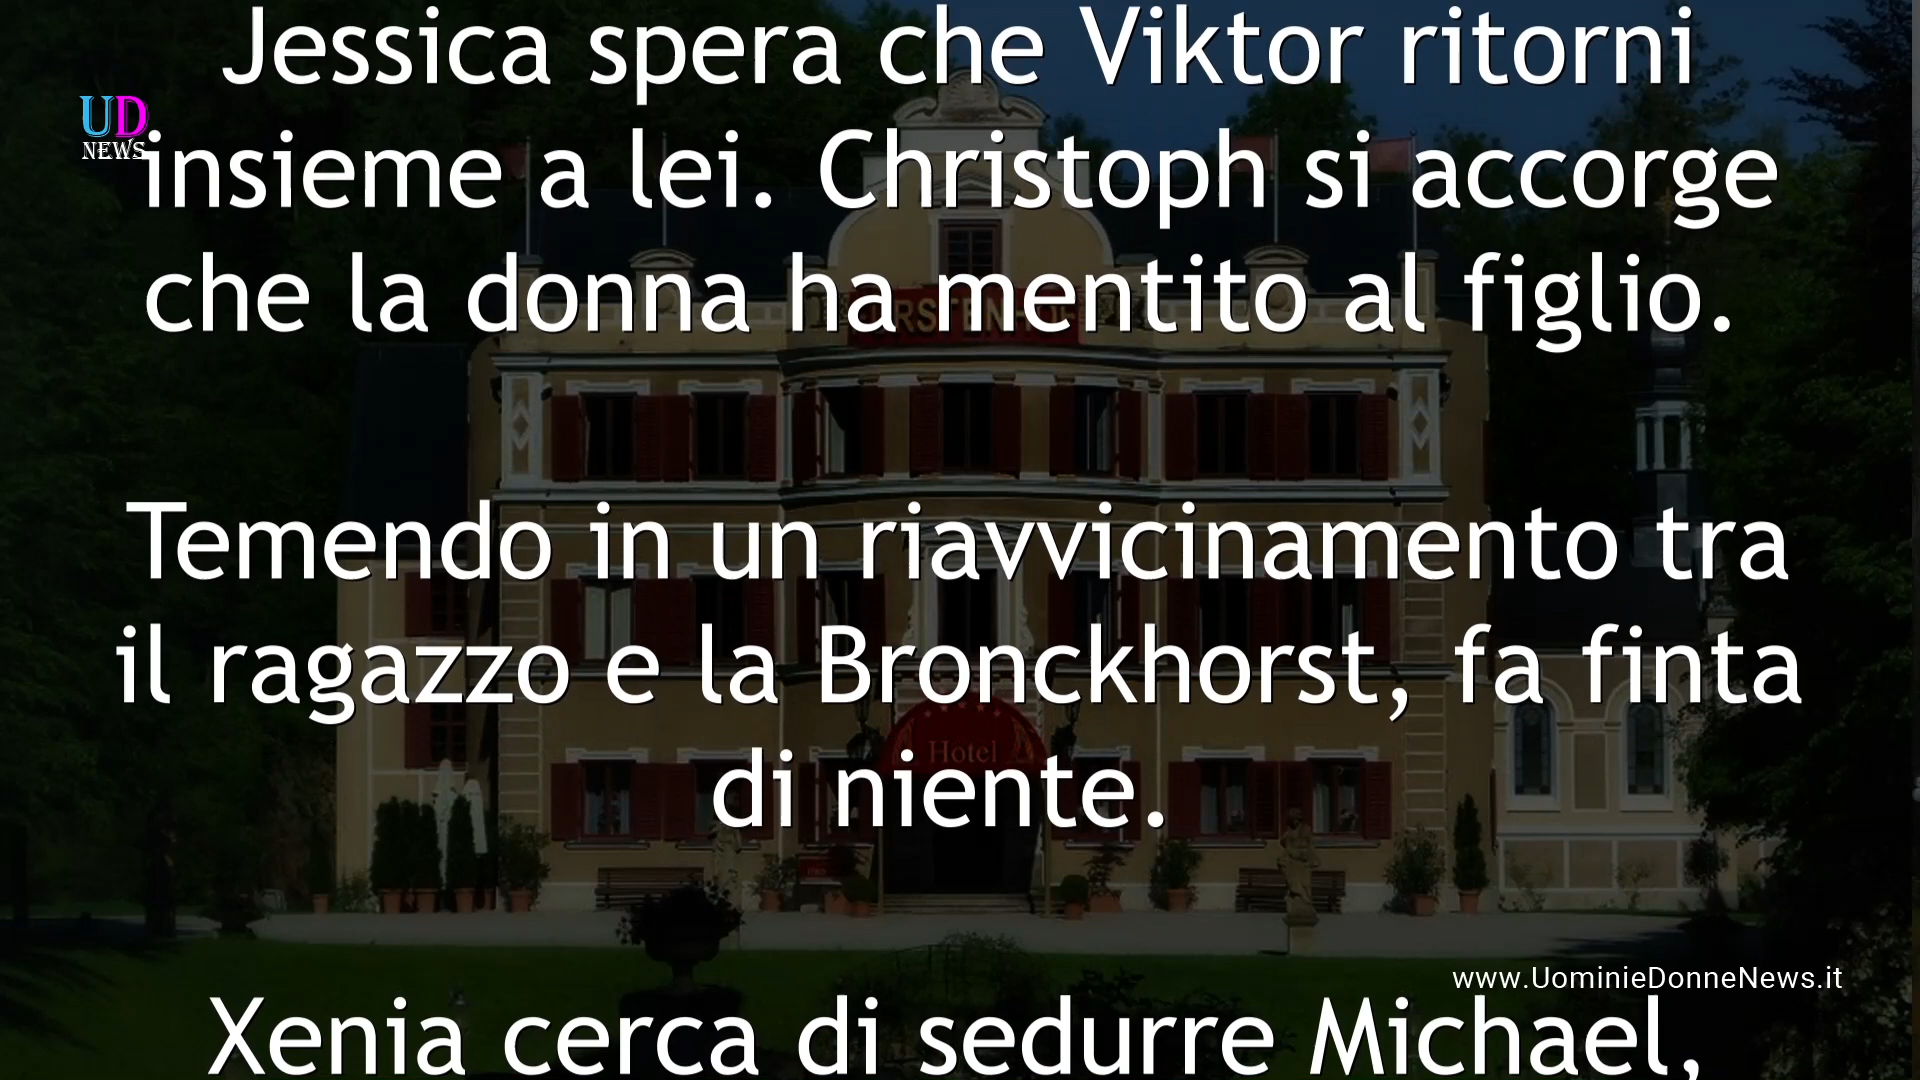 Jessica spera che Viktor ritorni
UD
NEWS
insieme a lei. Christoph si accorge
che la donna ha mentito al figlio.
Temendo in un riavvicinamento tra
il ragazzo e la Bronckhorst, fa finta
Hotel
di niente.
www.UominieDonneNews.it
Xenia cerca di sedurre Michael,